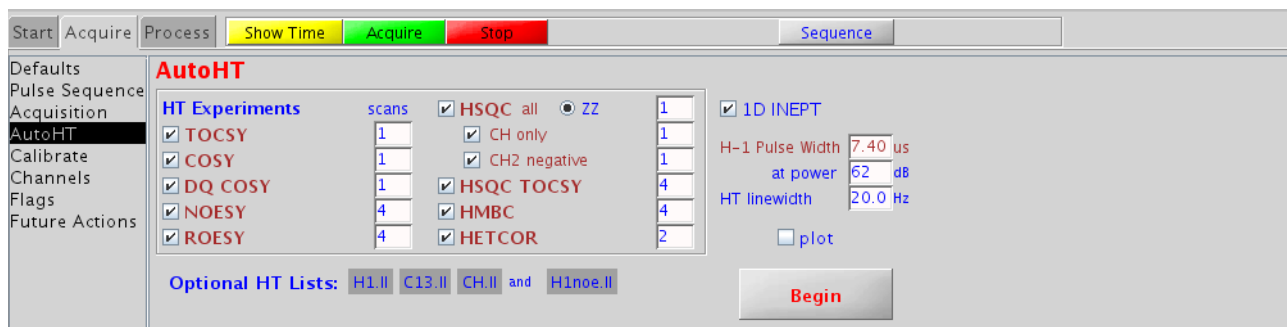 Start Acquire Process Show Time Acquire Stop Sequence
Defaults
Pulse Sequence
Acquisition
AutoHT
Calibrate
Channels
Flags
Future Actions
AutoHT
HT Experiments scans
TOCSY 1
COSY 1
DQ COSY 1
NOESY 4
ROESY 4
HSQC all ZZ 1
CH only 1
CH2 negative 1
HSQC TOCSY 4
HMBC 4
HETCOR 2
1D INEPT
H-1 Pulse Width 7.40 us
at power 62 dB
HT linewidth 20.0 Hz
plot
Optional HT Lists: H1.ll C13.ll CH.ll and H1noe.ll
Begin